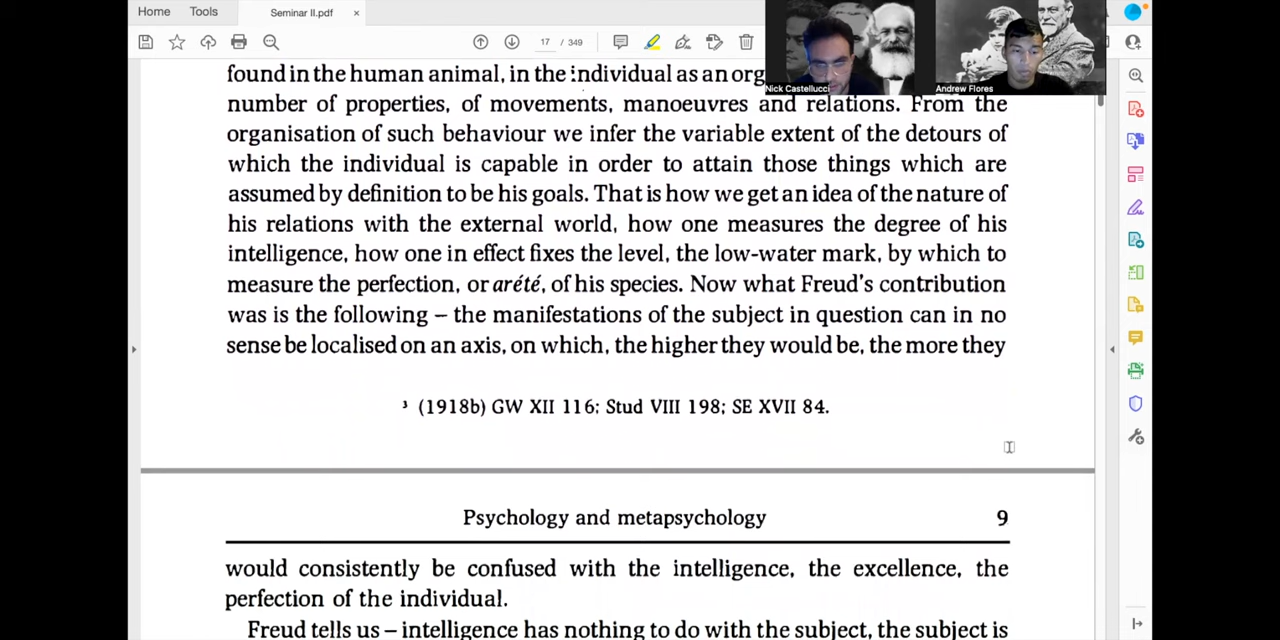 Home Tools Seminar II.pdf ×
17 / 349
found in the human animal, in the individual as an org
number of properties, of movements, manoeuvres and relations. From the
organisation of such behaviour we infer the variable extent of the detours of
which the individual is capable in order to attain those things which are
assumed by definition to be his goals. That is how we get an idea of the nature of
his relations with the external world, how one measures the degree of his
intelligence, how one in effect fixes the level, the low-water mark, by which to
measure the perfection, or arété, of his species. Now what Freud's contribution
was is the following – the manifestations of the subject in question can in no
sense be localised on an axis, on which, the higher they would be, the more they
³ (1918b) GW XII 116; Stud VIII 198; SE XVII 84.
Psychology and metapsychology 9
would consistently be confused with the intelligence, the excellence, the
perfection of the individual.
Freud tells us – intelligence has nothing to do with the subject, the subject is
Nick Castellucci
Andrew Flores